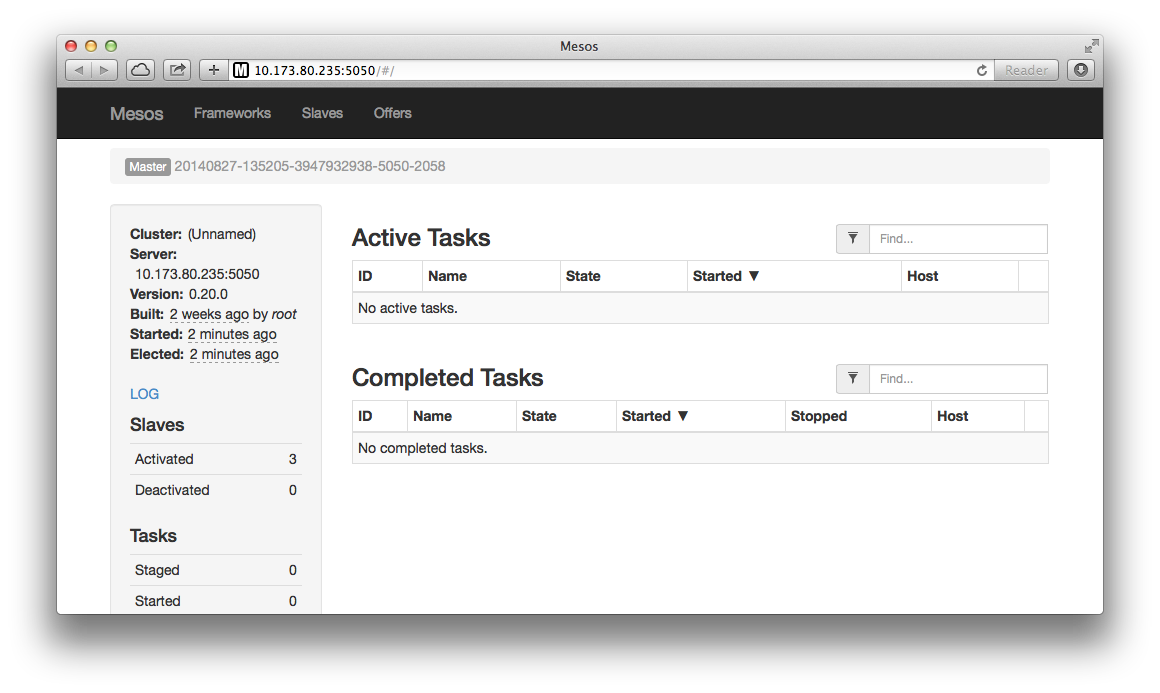 Mesos
M 10.173.80.235:5050/#/
Reader
Mesos Frameworks Slaves Offers
Master 20140827-135205-3947932938-5050-2058
Cluster: (Unnamed)
Server:
10.173.80.235:5050
Version: 0.20.0
Built: 2 weeks ago by root
Started: 2 minutes ago
Elected: 2 minutes ago
LOG
Slaves
Activated 3
Deactivated 0
Tasks
Staged 0
Started 0
Active Tasks
Find...
ID Name State Started ▼ Host
No active tasks.
Completed Tasks
Find...
ID Name State Started ▼ Stopped Host
No completed tasks.